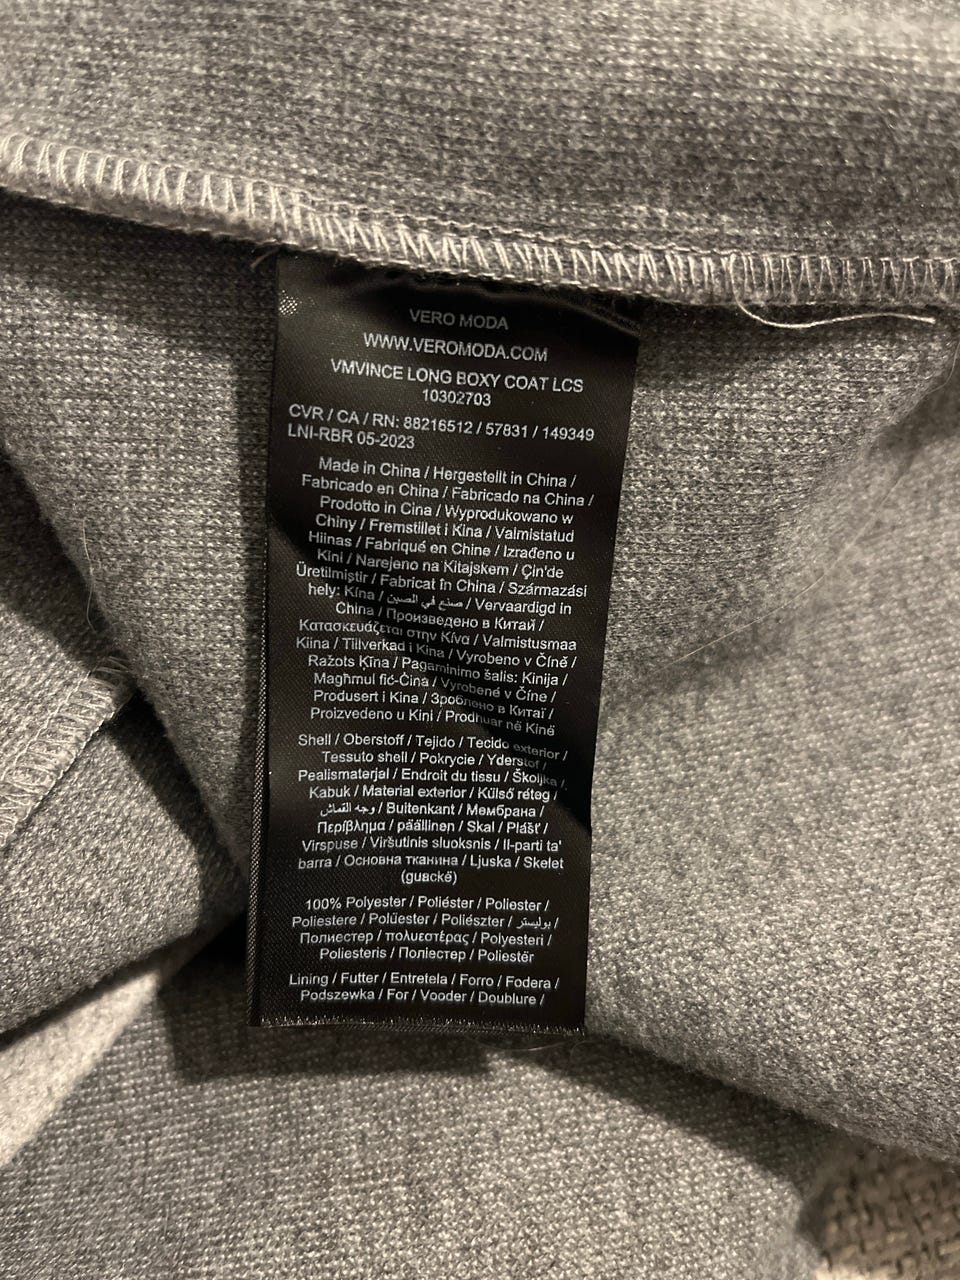 VERO MODA
WWW.VEROMODA.COM
VMVINCE LONG BOXY COAT LCS
10302703
CVR / CA / RN: 88216512 / 57831 / 149349
LNI-RBR 05-2023
Made in China / Hergestellt in China /
Fabricado en China / Fabricado na China /
Prodotto in Cina / Wyprodukowano w
Chiny / Fremstillet i Kina / Valmistatud
Hiinas / Fabriqué en Chine / Izrađeno u
Kini / Narejeno na Kitajskem / Çin'de
Üretilmiştir / Fabricat în China / Származási
hely: Kína / صنع في الصين / Vervaardigd in
China / Произведено в Китай /
Κατασκευάζεται στην Κίνα / Valmistusmaa
Kiina / Tillverkad i Kina / Vyrobeno v Číně /
Ražots Ķīna / Pagaminimo šalis: Kinija /
Magħmul fiċ-Ċina / Vyrobené v Číne /
Produsert i Kina / Зроблено в Китаї /
Proizvedeno u Kini / Prodhuar në Kinë
Shell / Oberstoff / Tejido / Tecido exterior /
Tessuto shell / Pokrycie / Yderstof /
Pealismaterjal / Endroit du tissu / Školjka /
Kabuk / Material exterior / Külső réteg /
وجه القماش / Buitenkant / Мембрана /
Περίβλημα / päällinen / Skal / Plášť /
Virspuse / Viršutinis sluoksnis / Il-parti ta'
barra / Основна тканина / Ljuska / Skelet
(guackë)
100% Polyester / Poliéster / Poliester /
Poliestere / Polüester / Poliészter / بوليستر /
Полиестер / πολυεστέρας / Polyesteri /
Poliesteris / Поліестер / Poliestër
Lining / Futter / Entretela / Forro / Fodera /
Podszewka / For / Vooder / Doublure /